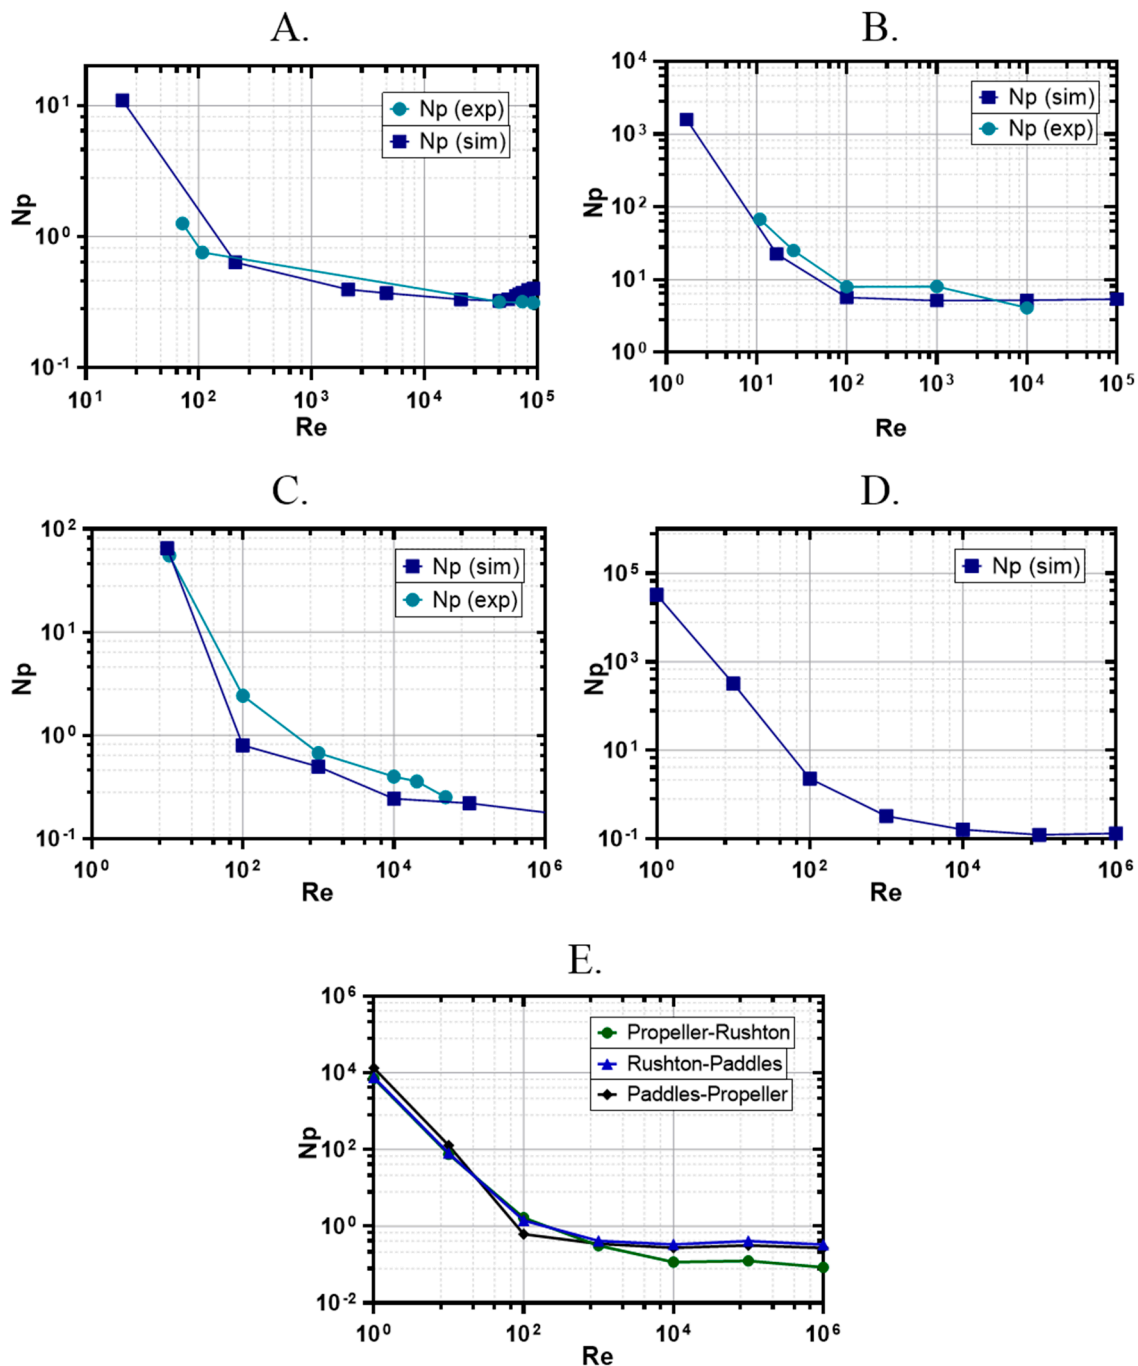 A.
Np (exp)
Np (sim)
10¹
10⁰
10⁻¹
Np
10¹ 10² 10³ 10⁴ 10⁵
Re
B.
Np (sim)
Np (exp)
10⁴
10³
10²
10¹
10⁰
Np
10⁰ 10¹ 10² 10³ 10⁴ 10⁵
Re
C.
Np (sim)
Np (exp)
10²
10¹
10⁰
10⁻¹
Np
10⁰ 10² 10⁴ 10⁶
Re
D.
Np (sim)
10⁵
10³
10¹
10⁻¹
Np
10⁰ 10² 10⁴ 10⁶
Re
E.
Propeller-Rushton
Rushton-Paddles
Paddles-Propeller
10⁶
10⁴
10²
10⁰
10⁻²
Np
10⁰ 10² 10⁴ 10⁶
Re